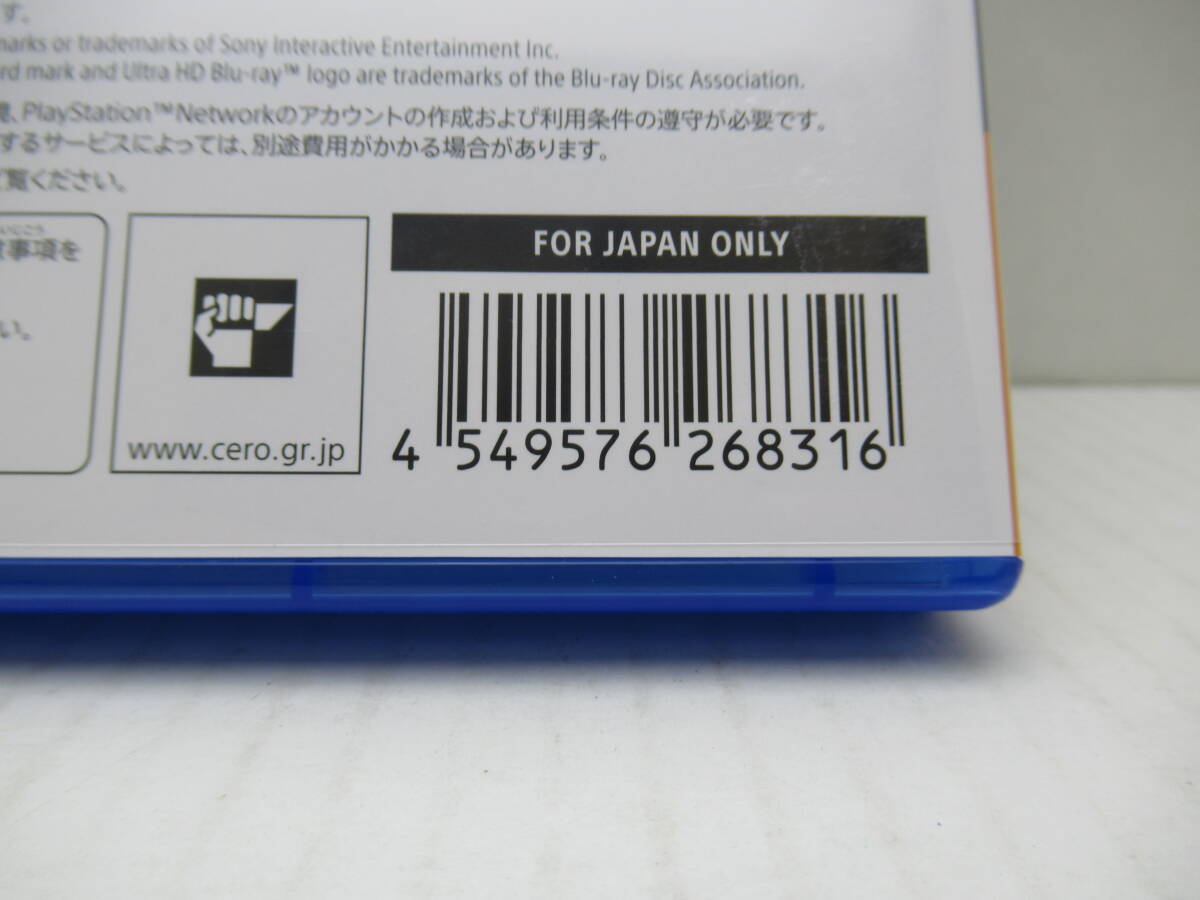 す。
marks or trademarks of Sony Interactive Entertainment Inc.
mark and Ultra HD Blu-ray™ logo are trademarks of the Blu-ray Disc Association.
、PlayStation™Networkのアカウントの作成および利用条件の遵守が必要です。
するサービスによっては、別途費用がかかる場合があります。
覧ください。
いじこう
事項を
い。
www.cero.gr.jp
FOR JAPAN ONLY
4 549576 268316